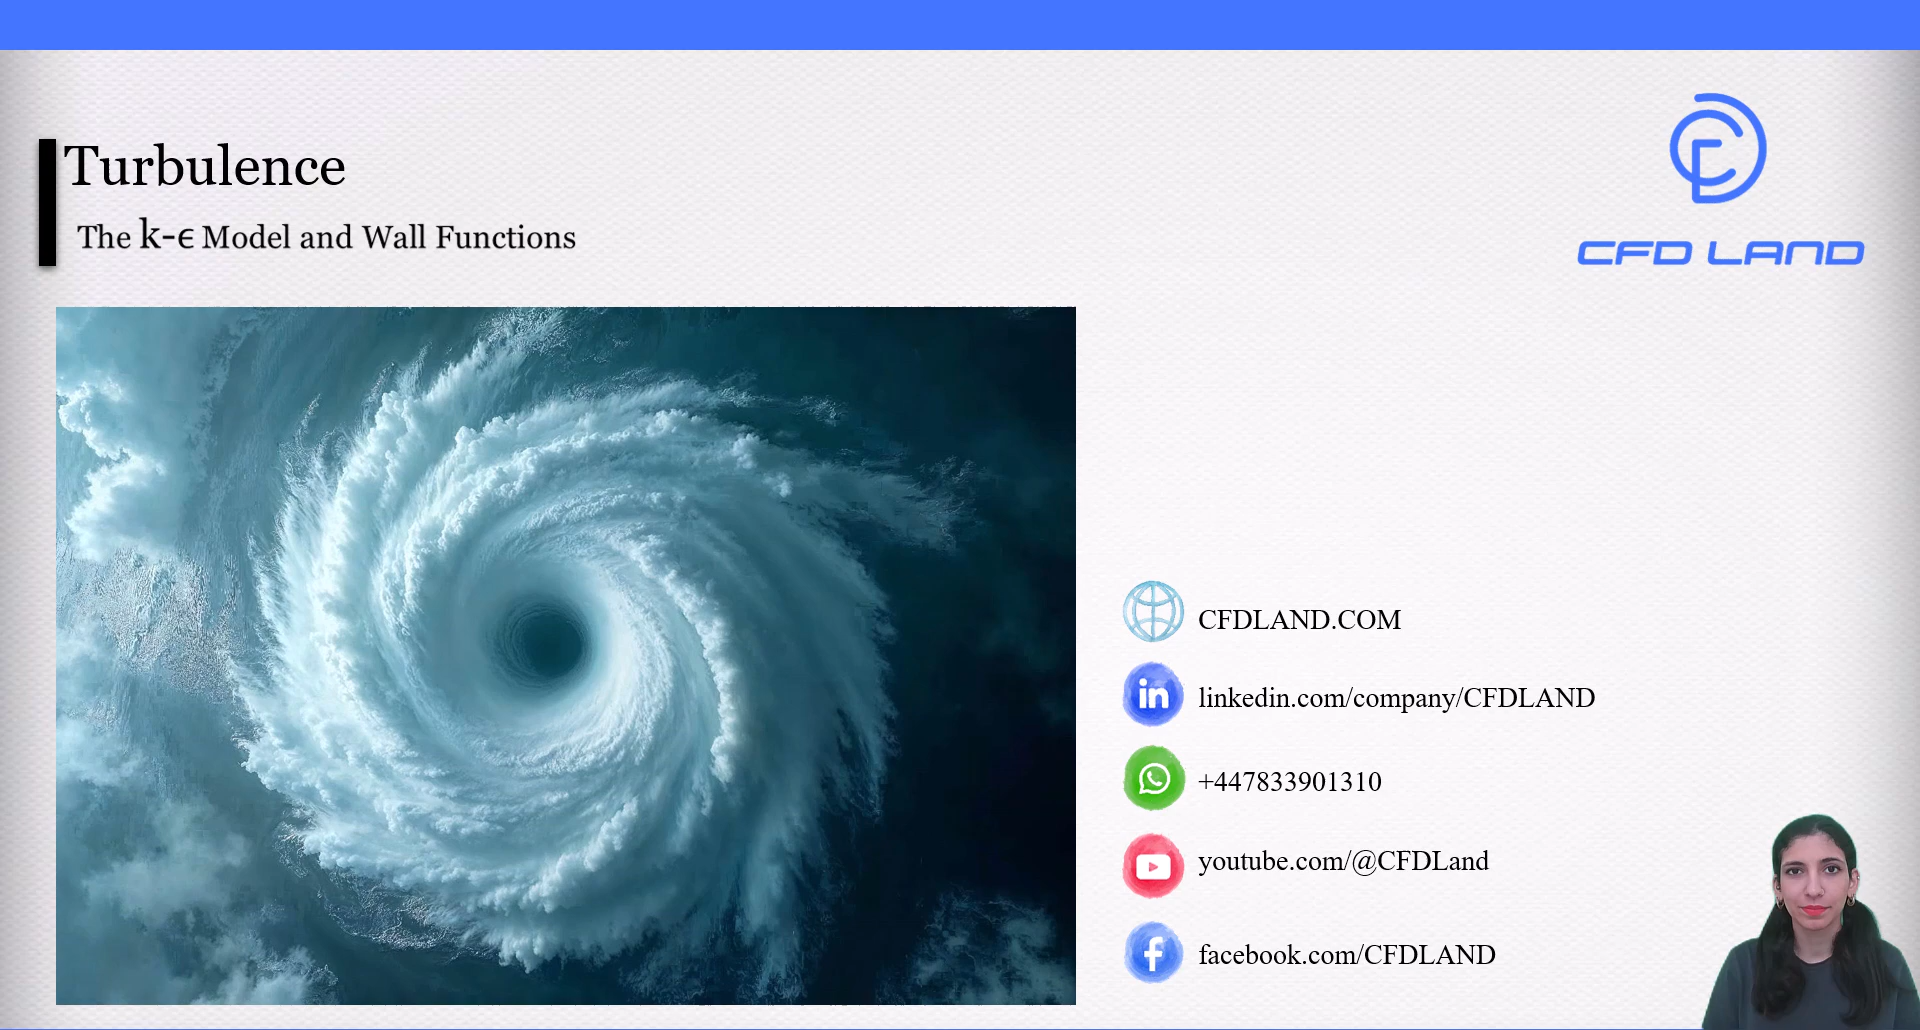 Turbulence
The k-ϵ Model and Wall Functions
CFD LAND
CFDLAND.COM
linkedin.com/company/CFDLAND
+447833901310
youtube.com/@CFDLand
facebook.com/CFDLAND